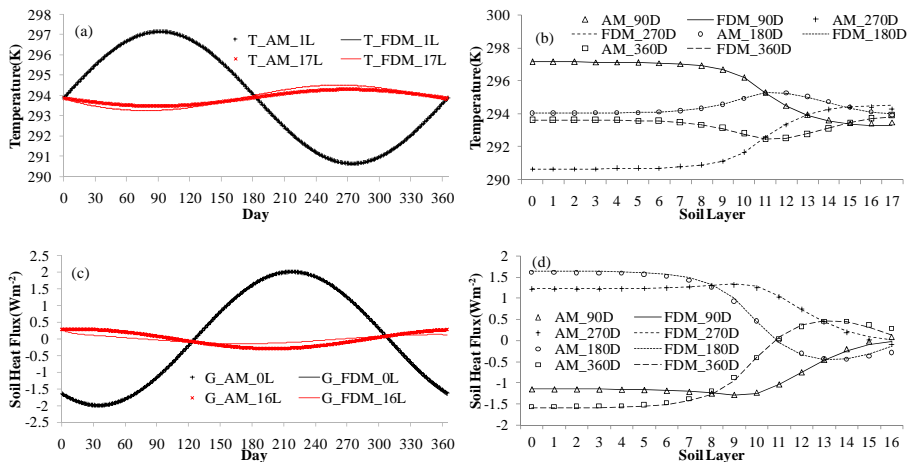 (a)
T_AM_1L T_FDM_1L
T_AM_17L T_FDM_17L
Temperature(K)
298
297
296
295
294
293
292
291
290
0 30 60 90 120 150 180 210 240 270 300 330 360
Day
AM_90D FDM_90D AM_270D
FDM_270D AM_180D FDM_180D
AM_360D FDM_360D
(b)
Temperature(K)
298
296
294
292
290
0 1 2 3 4 5 6 7 8 9 10 11 12 13 14 15 16 17
Soil Layer
(c)
Soil Heat Flux(Wm-2)
2.5
2
1.5
1
0.5
0
-0.5
-1
-1.5
-2
-2.5
G_AM_0L G_FDM_0L
G_AM_16L G_FDM_16L
0 30 60 90 120 150 180 210 240 270 300 330 360
Day
(d)
Soil Heat Flux(Wm-2)
2
1.5
1
0.5
0
-0.5
-1
-1.5
-2
AM_90D FDM_90D
AM_270D FDM_270D
AM_180D FDM_180D
AM_360D FDM_360D
0 1 2 3 4 5 6 7 8 9 10 11 12 13 14 15 16
Soil Layer